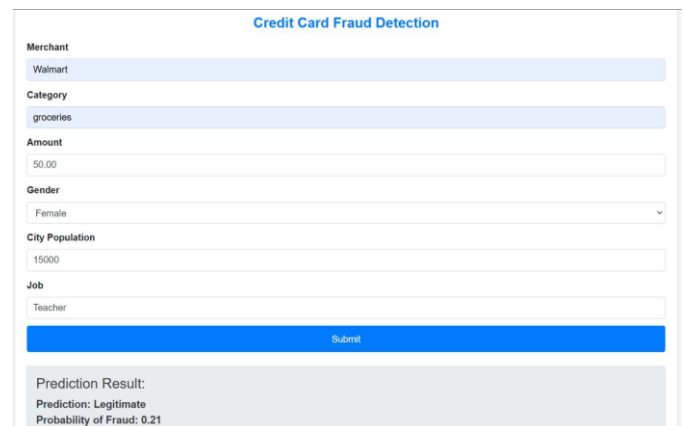 Credit Card Fraud Detection
Merchant
Walmart
Category
groceries
Amount
50.00
Gender
Female
City Population
15000
Job
Teacher
Submit
Prediction Result:
Prediction: Legitimate
Probability of Fraud: 0.21